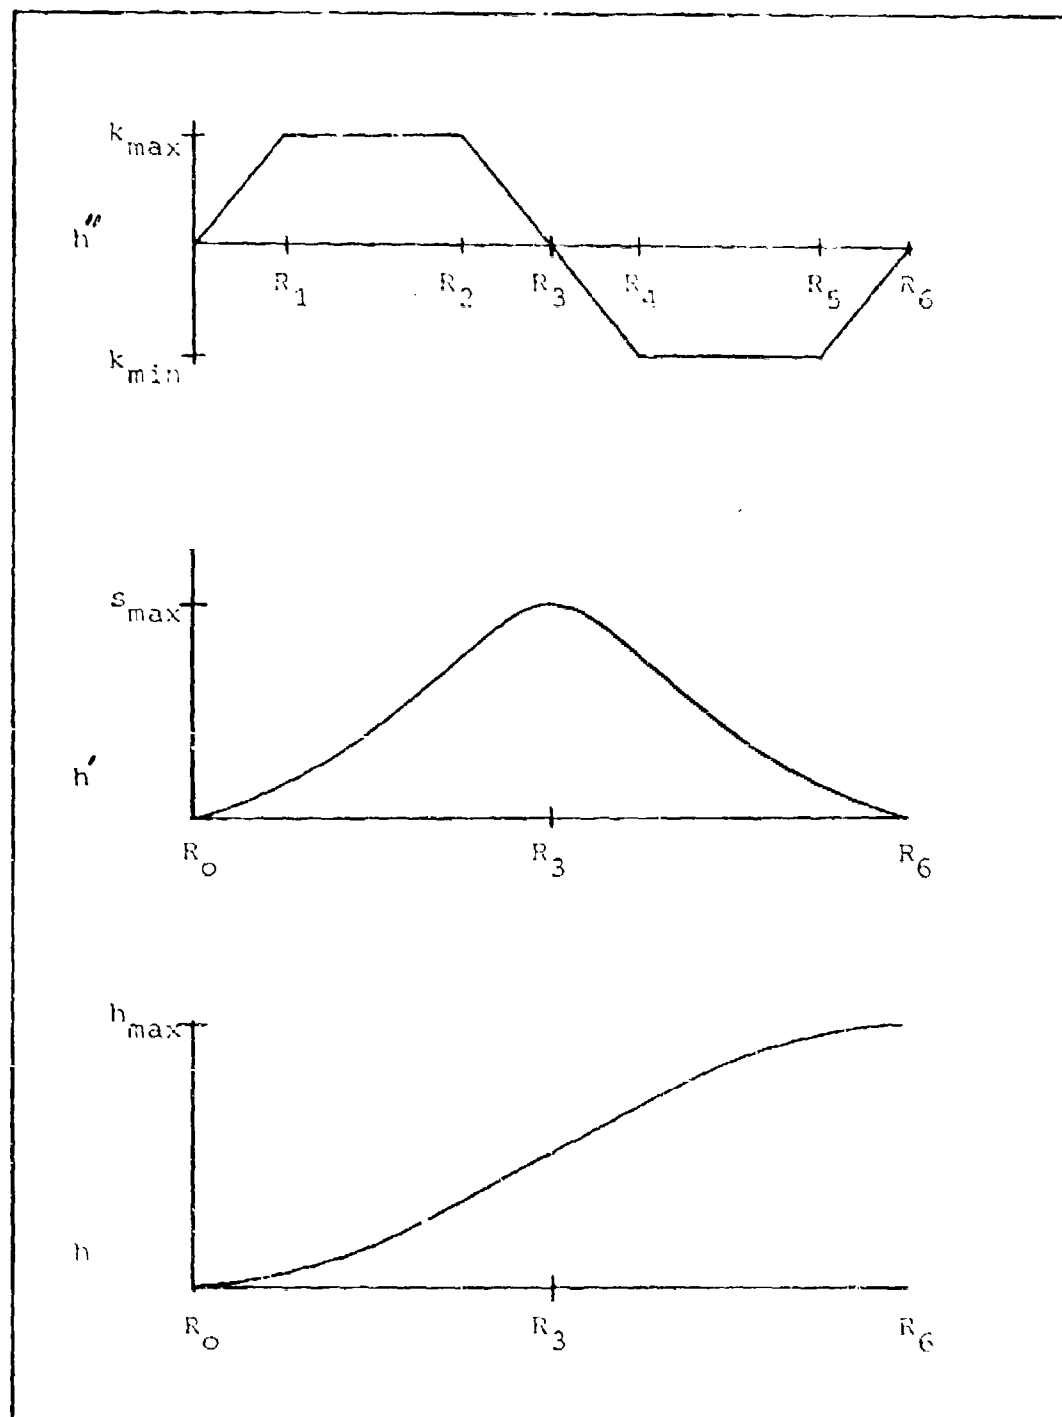 k_max
h″
R_1 R_2 R_3 R_4 R_5 R_6
k_min
s_max
h′
R_o R_3 R_6
h_max
h
R_o R_3 R_6